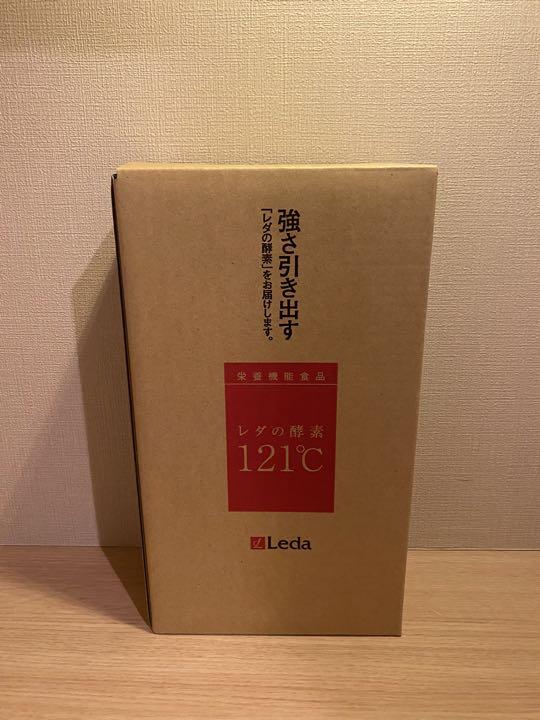 強さ引き出す
「レダの酵素」をお届けします。
栄養機能食品
レダの酵素
121℃
Leda